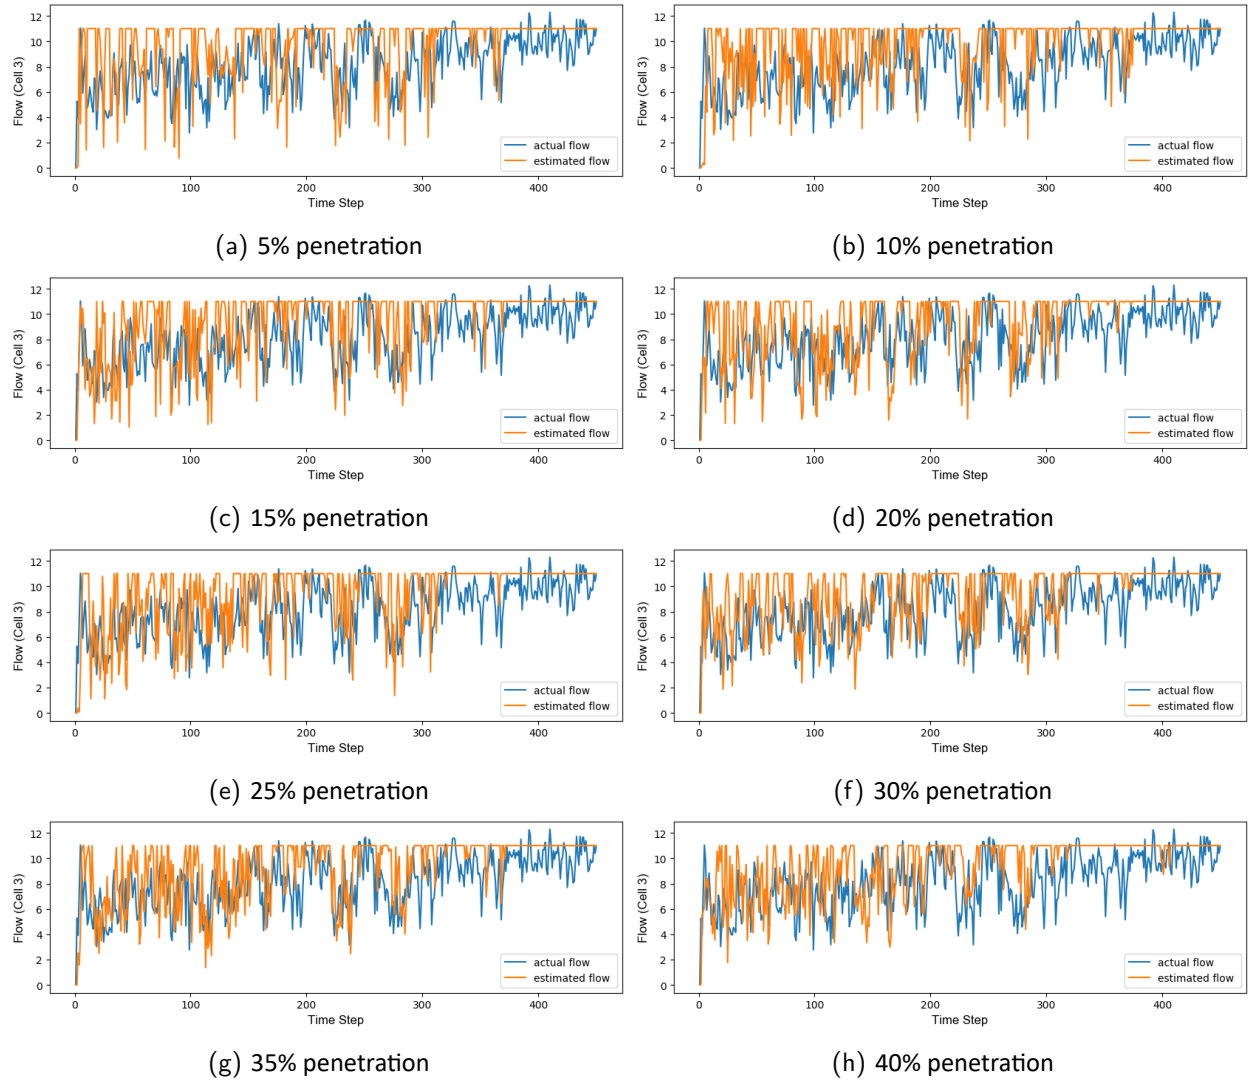 12
10
8
6
4
2
0
Flow (Cell 3)
0 100 200 300 400
Time Step
actual flow
estimated flow
(a) 5% penetration
12
10
8
6
4
2
0
Flow (Cell 3)
0 100 200 300 400
Time Step
actual flow
estimated flow
(b) 10% penetration
12
10
8
6
4
2
0
Flow (Cell 3)
0 100 200 300 400
Time Step
actual flow
estimated flow
(c) 15% penetration
12
10
8
6
4
2
0
Flow (Cell 3)
0 100 200 300 400
Time Step
actual flow
estimated flow
(d) 20% penetration
12
10
8
6
4
2
0
Flow (Cell 3)
0 100 200 300 400
Time Step
actual flow
estimated flow
(e) 25% penetration
12
10
8
6
4
2
0
Flow (Cell 3)
0 100 200 300 400
Time Step
actual flow
estimated flow
(f) 30% penetration
12
10
8
6
4
2
0
Flow (Cell 3)
0 100 200 300 400
Time Step
actual flow
estimated flow
(g) 35% penetration
12
10
8
6
4
2
0
Flow (Cell 3)
0 100 200 300 400
Time Step
actual flow
estimated flow
(h) 40% penetration